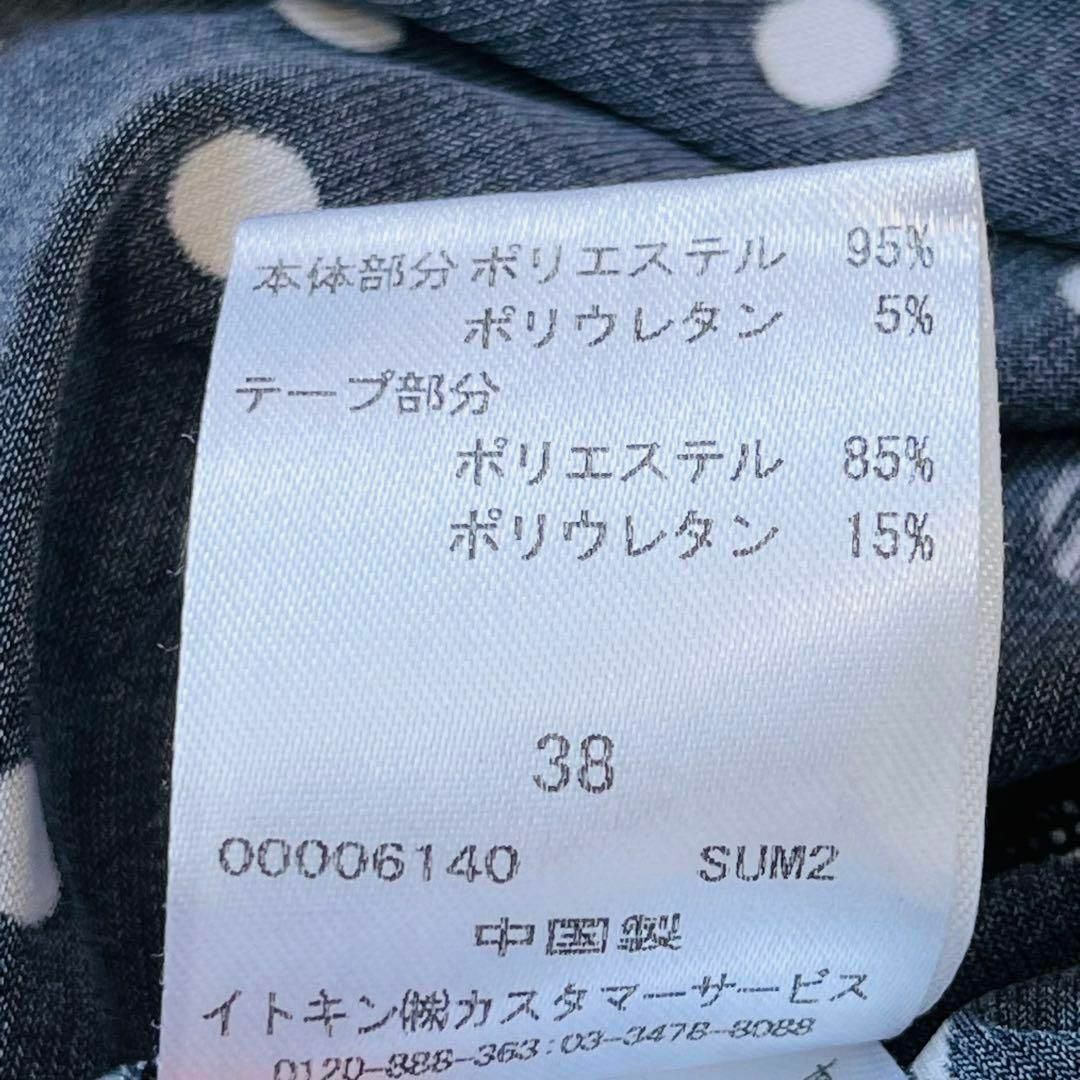 本体部分 ポリエステル 95%
ポリウレタン 5%
テープ部分
ポリエステル 85%
ポリウレタン 15%
38
00006140 SUM2
中国製
イトキン㈱カスタマーサービス
0120-888-363:03-3478-8088